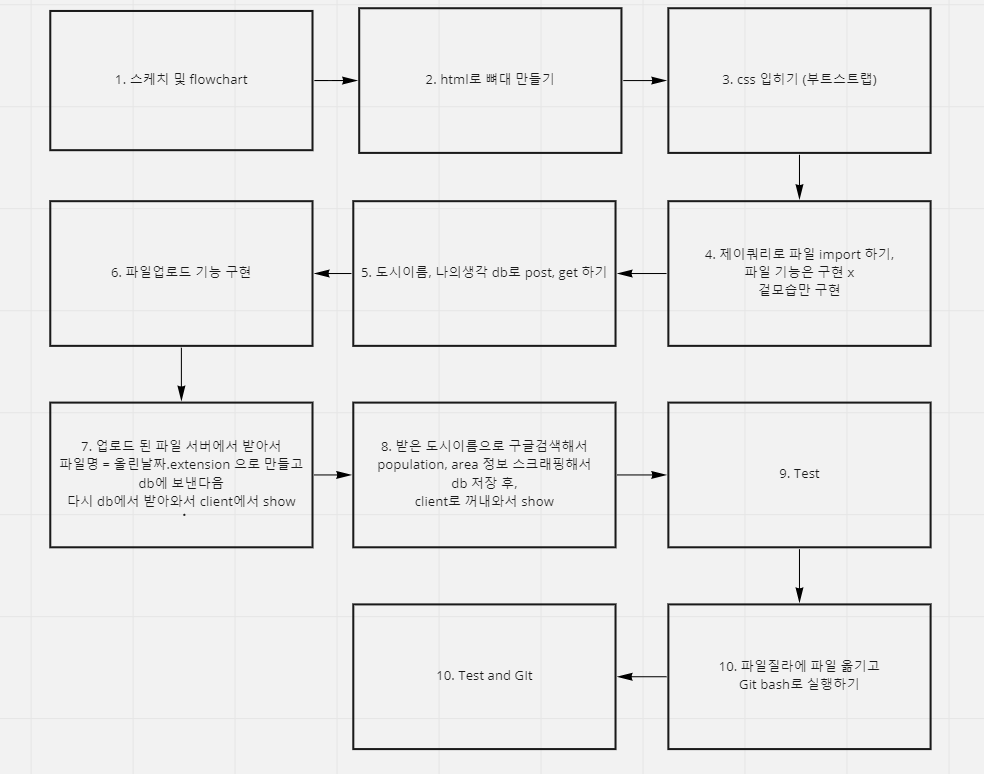 1. 스케치 및 flowchart
2. html로 뼈대 만들기
3. css 입히기 (부트스트랩)
4. 제이쿼리로 파일 import 하기,
파일 기능은 구현 x
겉모습만 구현
5. 도시이름, 나의생각 db로 post, get 하기
6. 파일업로드 기능 구현
7. 업로드 된 파일 서버에서 받아서
파일명 = 올린날짜.extension 으로 만들고
db에 보낸다음
다시 db에서 받아와서 client에서 show
.
8. 받은 도시이름으로 구글검색해서
population, area 정보 스크래핑해서
db 저장 후,
client로 꺼내와서 show
9. Test
10. 파일질라에 파일 옮기고
Git bash로 실행하기
10. Test and GIt